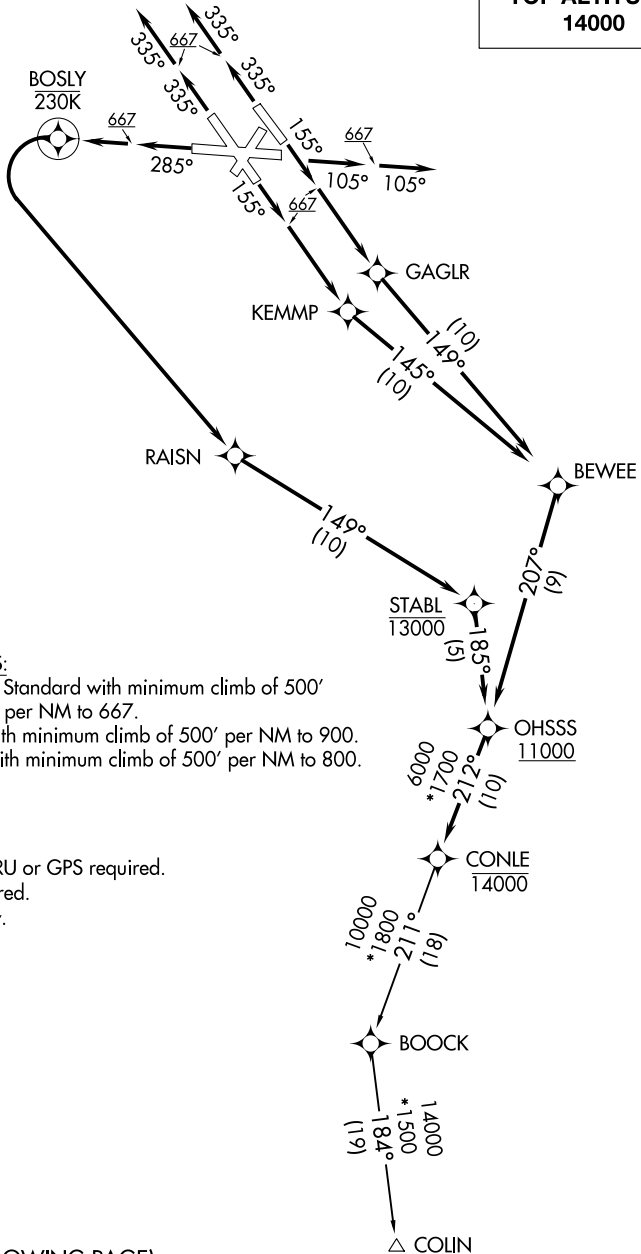 TOP ALTITU
14000
335°
335°
667
335°
335°
BOSLY
230K
667
285°
155°
155°
667
105°
105°
667
GAGLR
KEMMP
149°
(10)
145°
(10)
BEWEE
RAISN
149°
(10)
207°
(9)
STABL
13000
185°
(5)
S:
Standard with minimum climb of 500′
per NM to 667.
th minimum climb of 500′ per NM to 900.
ith minimum climb of 500′ per NM to 800.
OHSSS
11000
6000
*1700
212°
(10)
RU or GPS required.
red.
y.
CONLE
14000
10000
*1800
211°
(18)
BOOCK
14000
*1500
184°
(19)
COLIN
LOWING PAGE)